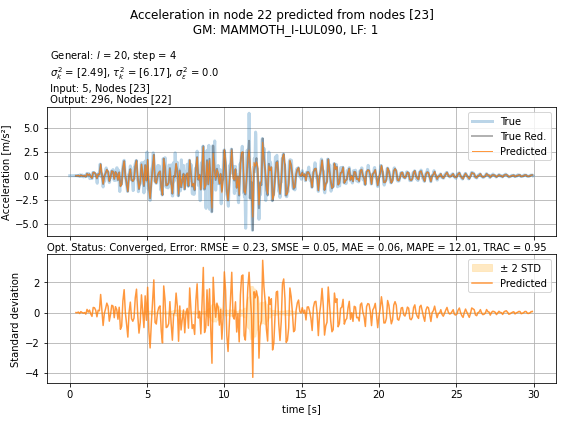 Acceleration in node 22 predicted from nodes [23]
GM: MAMMOTH_I-LUL090, LF: 1
General: l = 20, step = 4
σ²ₖ = [2.49], τ²ₖ = [6.17], σ²ε = 0.0
Input: 5, Nodes [23]
Output: 296, Nodes [22]
Acceleration [m/s²]
5.0
2.5
0.0
−2.5
−5.0
True
True Red.
Predicted
Opt. Status: Converged, Error: RMSE = 0.23, SMSE = 0.05, MAE = 0.06, MAPE = 12.01, TRAC = 0.95
Standard deviation
2
0
−2
−4
± 2 STD
Predicted
0 5 10 15 20 25 30
time [s]